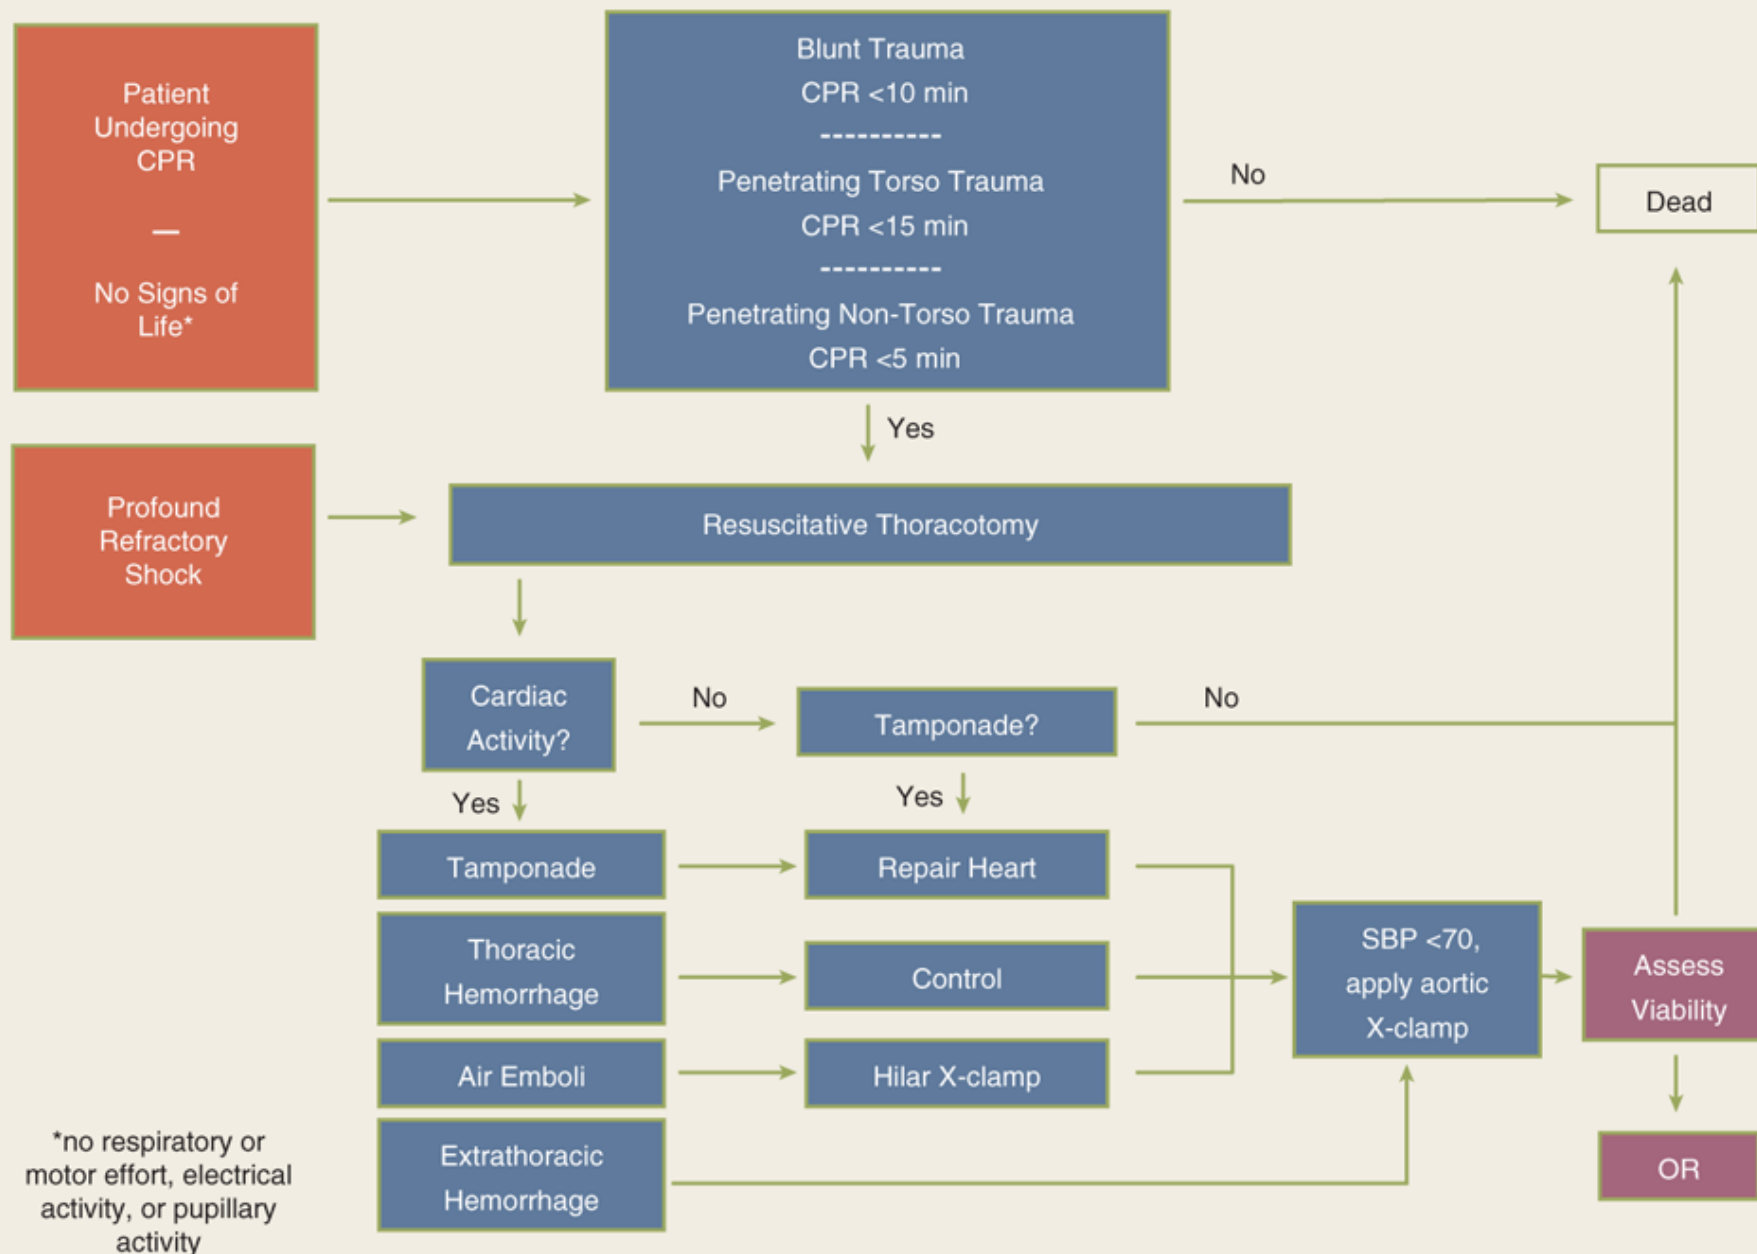 Patient
Undergoing
CPR
—
No Signs of
Life*
Blunt Trauma
CPR <10 min
----------
Penetrating Torso Trauma
CPR <15 min
----------
Penetrating Non-Torso Trauma
CPR <5 min
No
Dead
Yes
Profound
Refractory
Shock
Resuscitative Thoracotomy
Cardiac
Activity?
No
Tamponade?
No
Yes
Yes
Tamponade
Repair Heart
Thoracic
Hemorrhage
Control
SBP <70,
apply aortic
X-clamp
Assess
Viability
Air Emboli
Hilar X-clamp
Extrathoracic
Hemorrhage
OR
*no respiratory or
motor effort, electrical
activity, or pupillary
activity